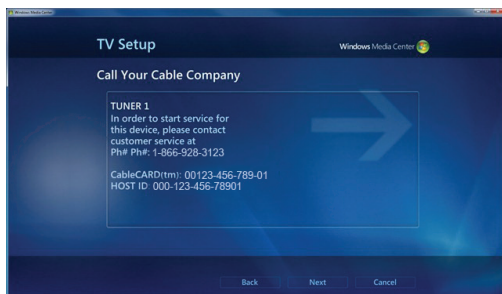 Windows Media Center
TV Setup
Windows Media Center
Call Your Cable Company
TUNER 1
In order to start service for
this device, please contact
customer service at
Ph# Ph#: 1-866-928-3123
CableCARD(tm): 00123-456-789-01
HOST ID: 000-123-456-78901
Back
Next
Cancel